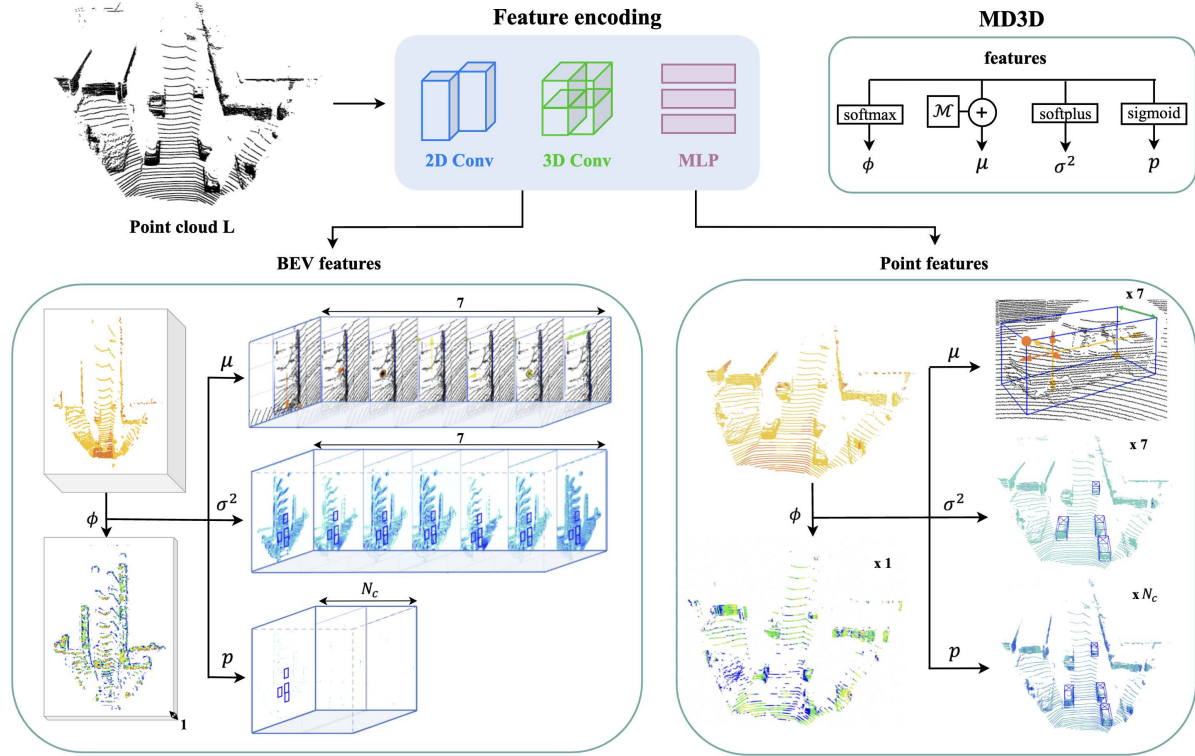 Feature encoding
MD3D
features
softmax
ℳ
+
softplus
sigmoid
ϕ
μ
σ²
p
2D Conv
3D Conv
MLP
Point cloud L
BEV features
Point features
7
μ
7
ϕ
σ²
N_c
p
1
x 7
μ
x 7
ϕ
σ²
x 1
x N_c
p